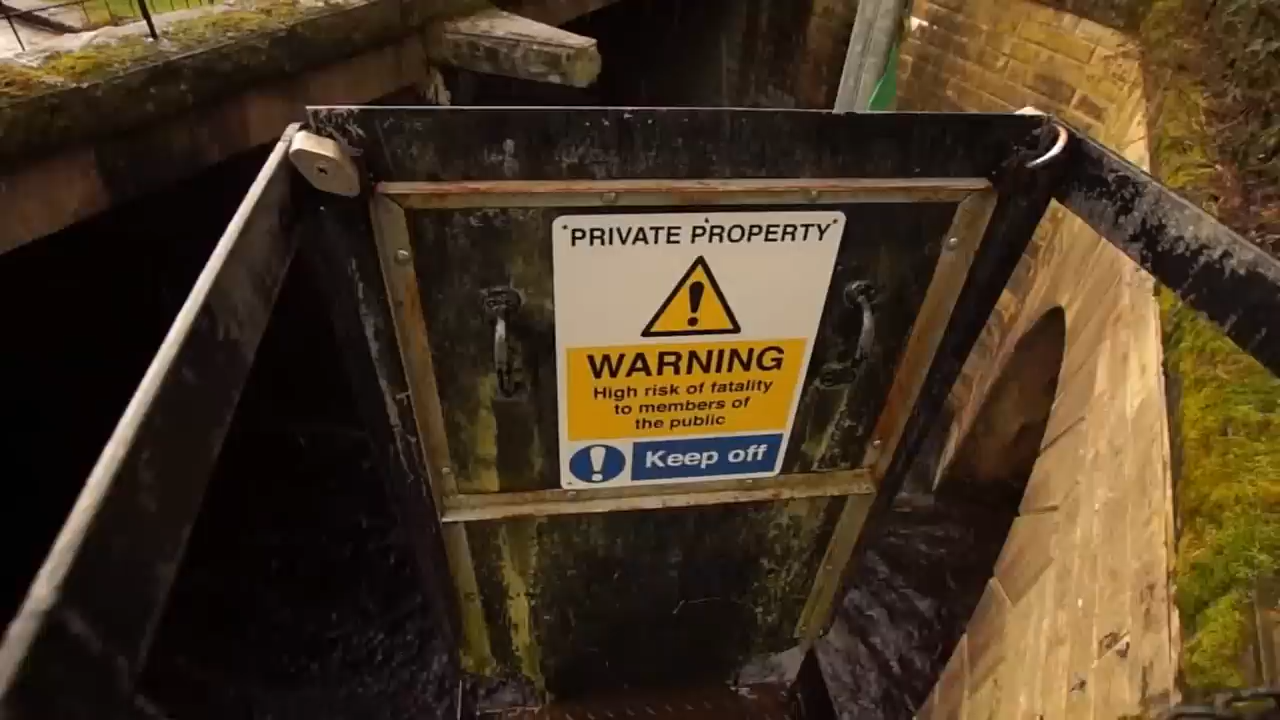 PRIVATE PROPERTY
WARNING
High risk of fatality
to members of
the public
Keep off